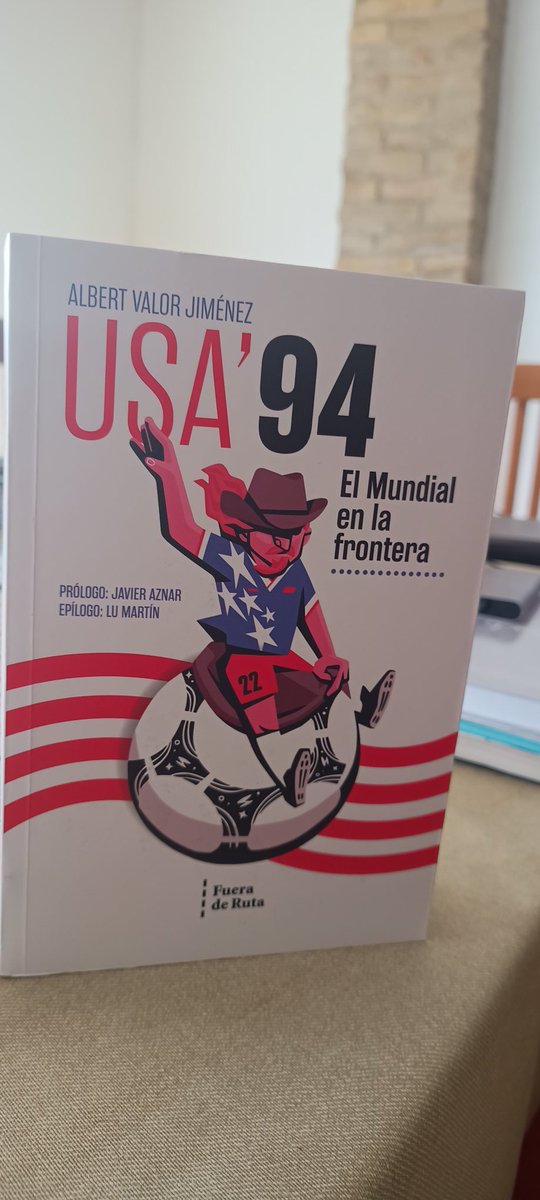 ALBERT VALOR JIMÉNEZ
USA'94
El Mundial
en la
frontera
PRÓLOGO: JAVIER AZNAR
EPÍLOGO: LU MARTÍN
22
Fuera
de Ruta